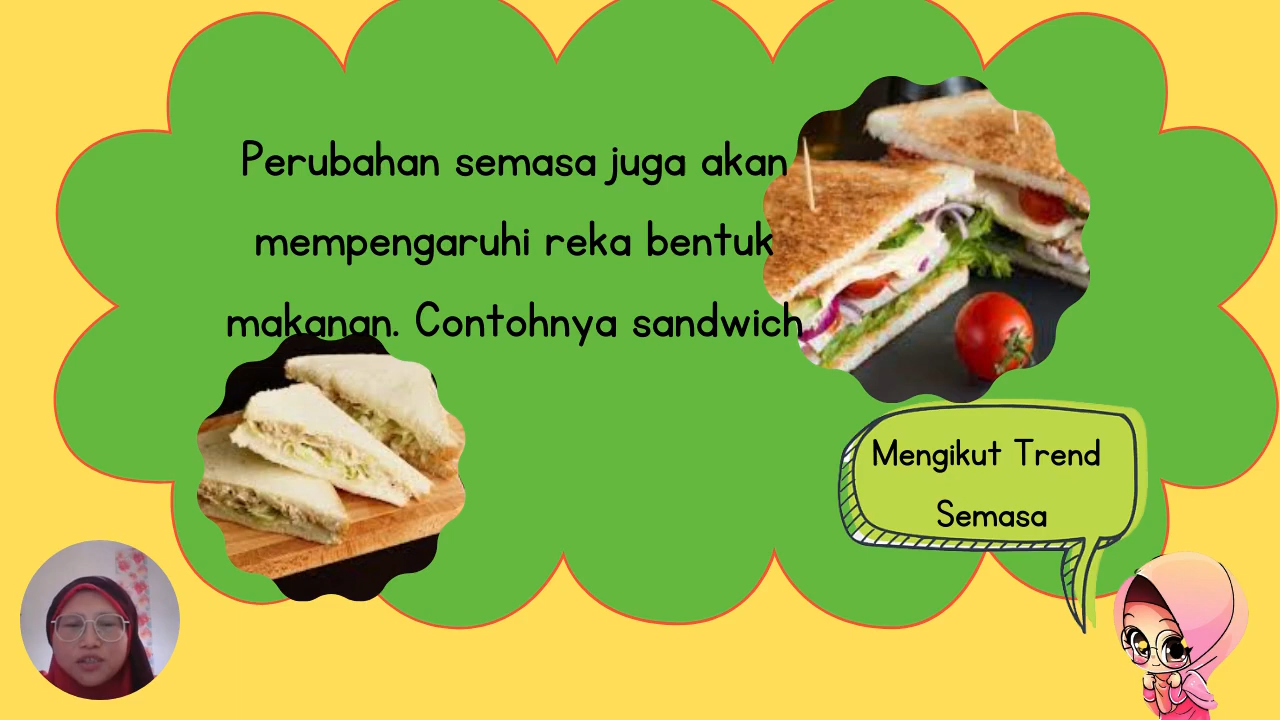 Perubahan semasa juga akan
mempengaruhi reka bentuk
makanan. Contohnya sandwich
Mengikut Trend
Semasa